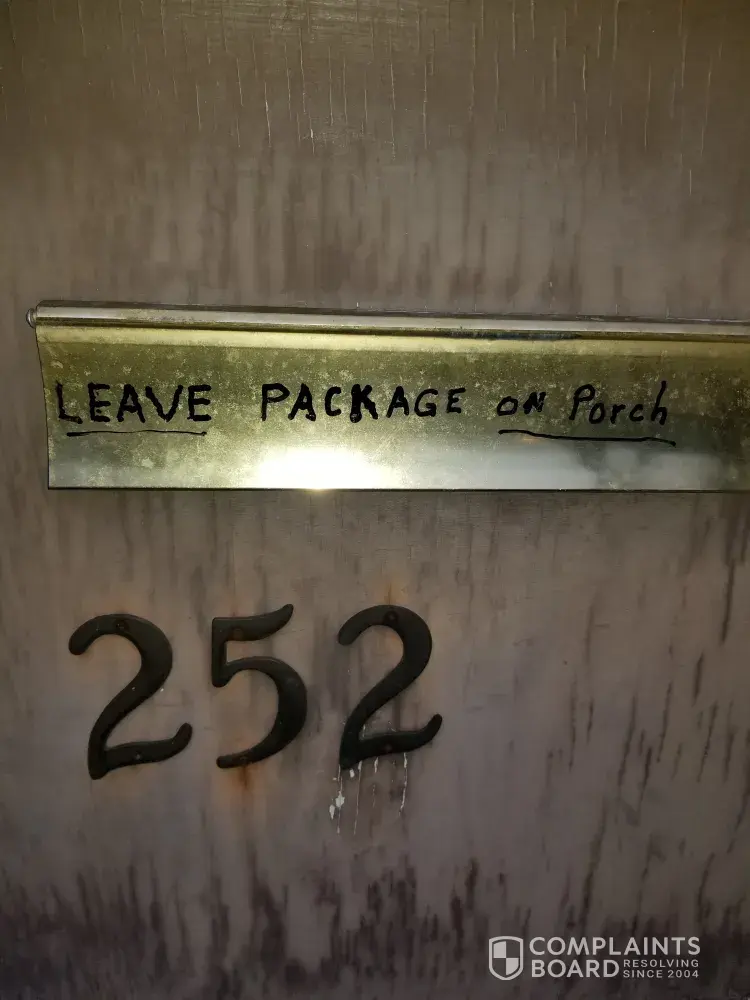 LEAVE PACKAGE ON Porch
252
COMPLAINTS
BOARD RESOLVING
SINCE 2004